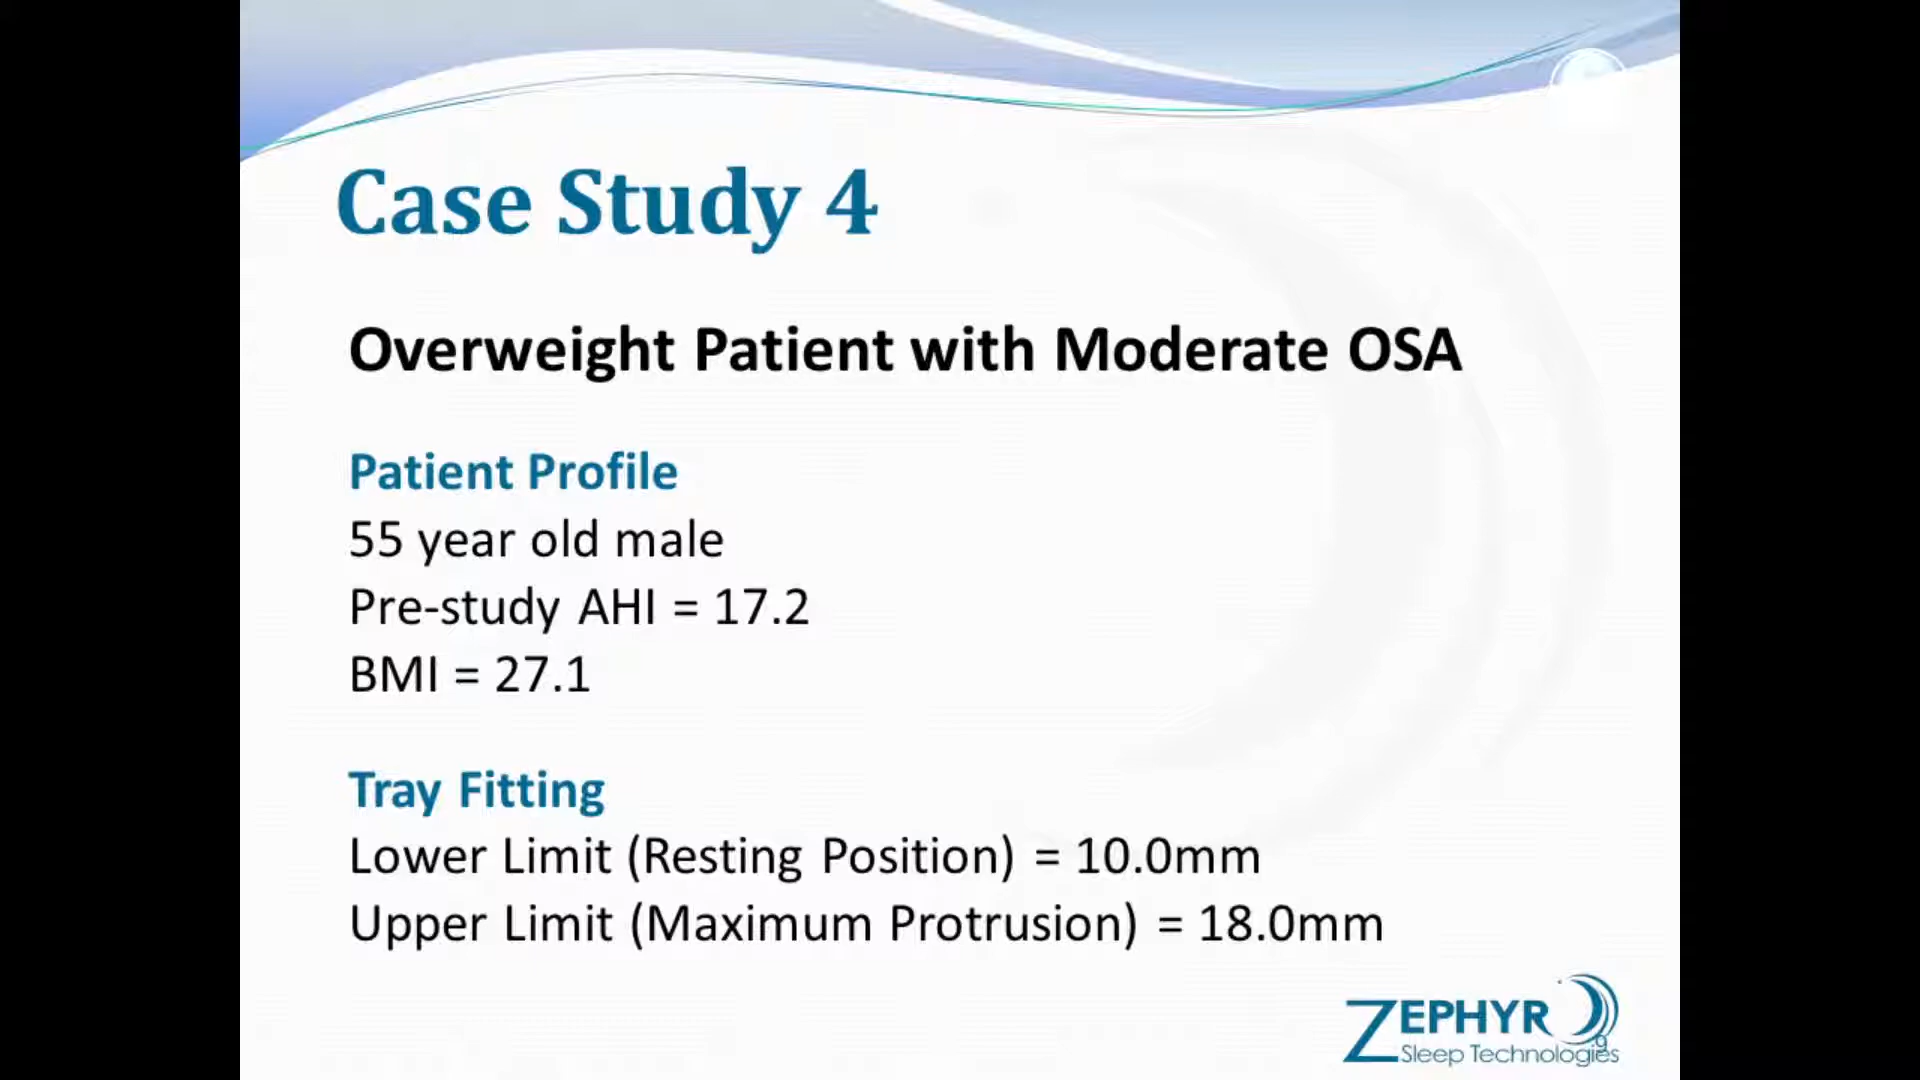 Case Study 4
Overweight Patient with Moderate OSA
Patient Profile
55 year old male
Pre-study AHI = 17.2
BMI = 27.1
Tray Fitting
Lower Limit (Resting Position) = 10.0mm
Upper Limit (Maximum Protrusion) = 18.0mm
ZEPHYR
Sleep Technologies
9